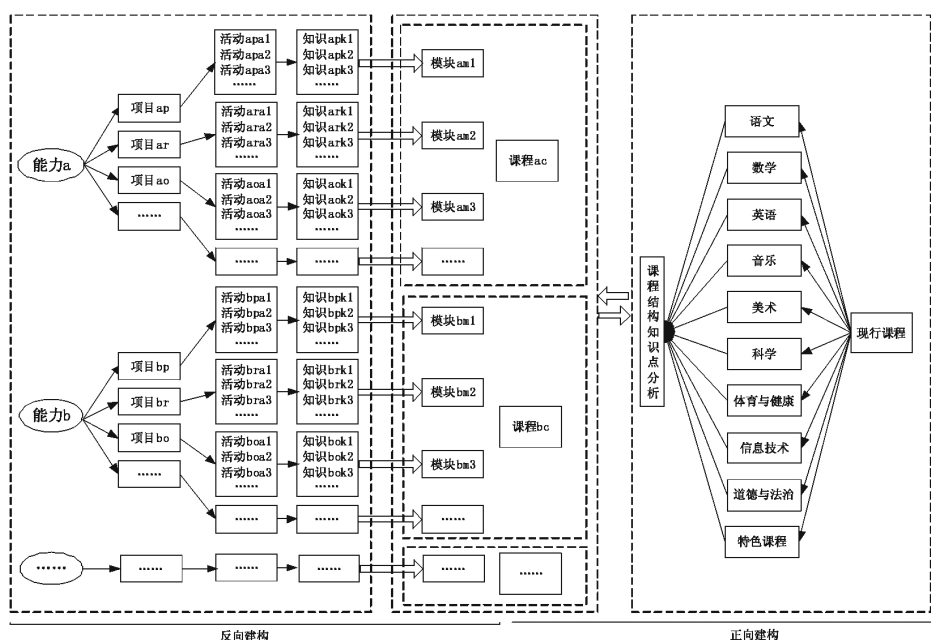 能力a
项目ap
项目ar
项目ao
……
活动apa1
活动apa2
活动apa3
……
知识apk1
知识apk2
知识apk3
……
活动ara1
活动ara2
活动ara3
……
知识ark1
知识ark2
知识ark3
……
活动aoa1
活动aoa2
活动aoa3
……
知识aok1
知识aok2
知识aok3
……
……
……
模块am1
模块am2
模块am3
……
课程ac
能力b
项目bp
项目br
项目bo
……
活动bpa1
活动bpa2
活动bpa3
……
知识bpk1
知识bpk2
知识bpk3
……
活动bra1
活动bra2
活动bra3
……
知识brk1
知识brk2
知识brk3
……
活动boa1
活动boa2
活动boa3
……
知识bok1
知识bok2
知识bok3
……
……
……
模块bm1
模块bm2
模块bm3
……
课程bc
……
……
……
……
……
……
课程结构知识点分析
语文
数学
英语
音乐
美术
科学
体育与健康
信息技术
道德与法治
特色课程
现行课程
反向建构
正向建构